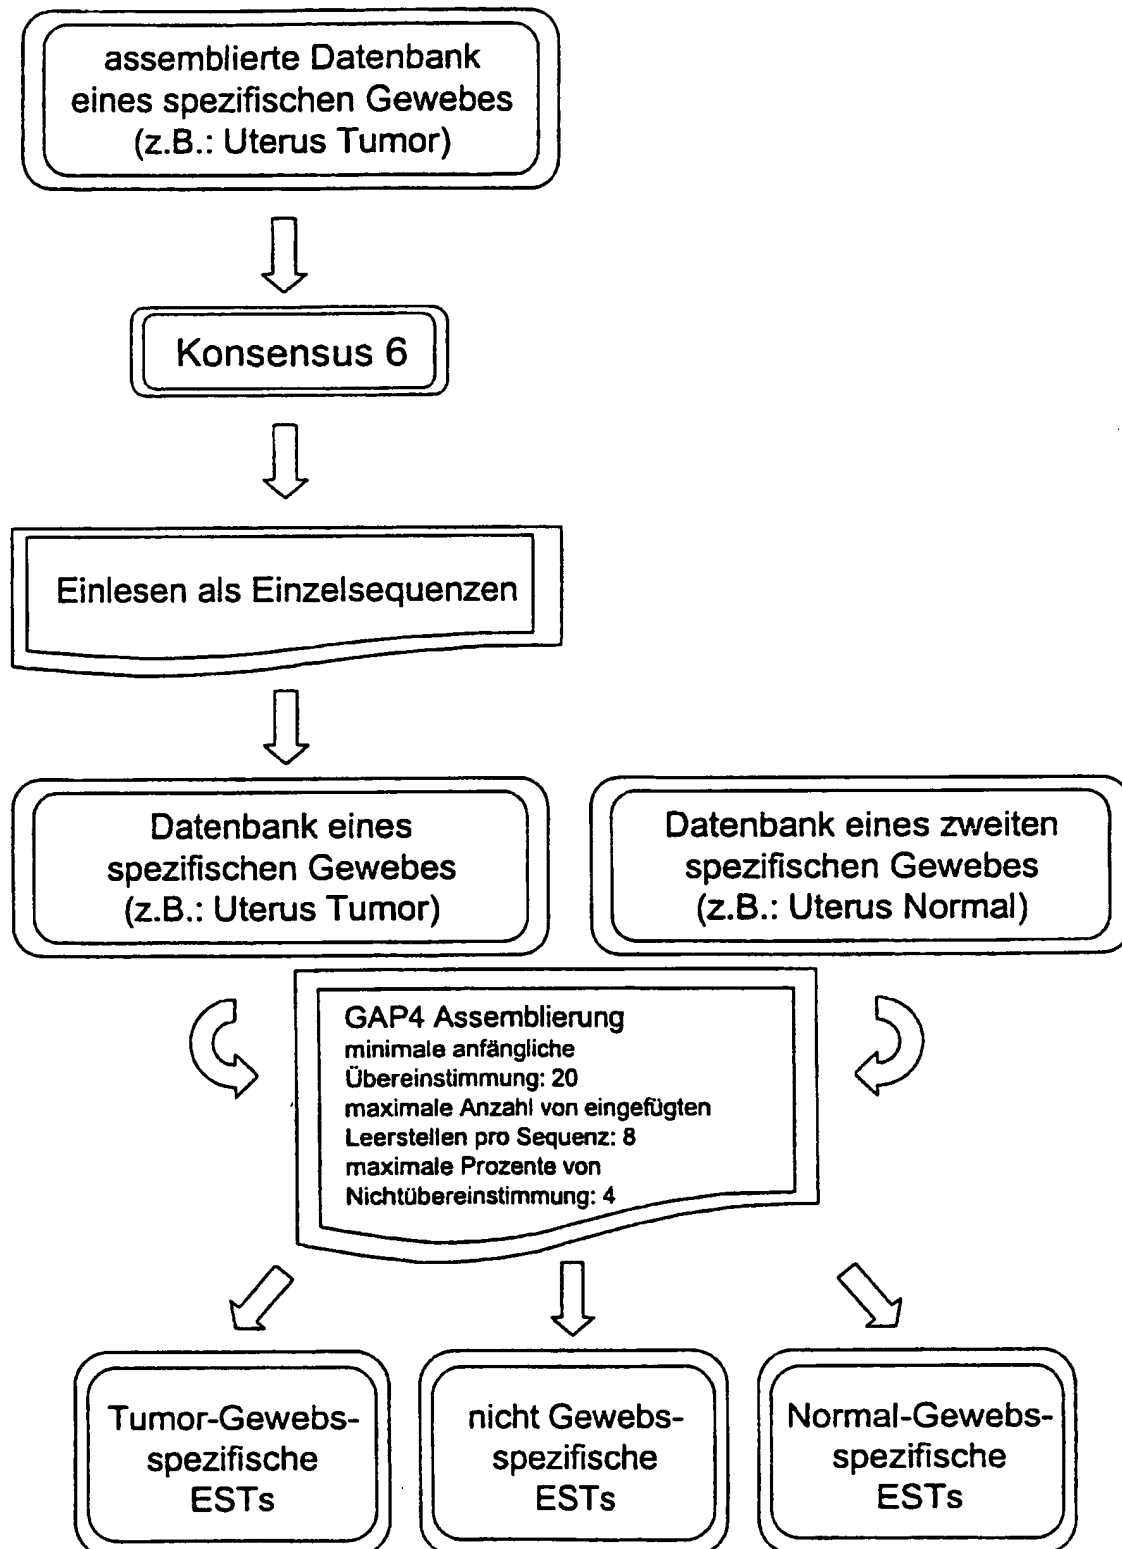 assemblierte Datenbank
eines spezifischen Gewebes
(z.B.: Uterus Tumor)
Konsensus 6
Einlesen als Einzelsequenzen
Datenbank eines
spezifischen Gewebes
(z.B.: Uterus Tumor)
Datenbank eines zweiten
spezifischen Gewebes
(z.B.: Uterus Normal)
GAP4 Assemblierung
minimale anfängliche
Übereinstimmung: 20
maximale Anzahl von eingefügten
Leerstellen pro Sequenz: 8
maximale Prozente von
Nichtübereinstimmung: 4
Tumor-Gewebs-
spezifische
ESTs
nicht Gewebs-
spezifische
ESTs
Normal-Gewebs-
spezifische
ESTs